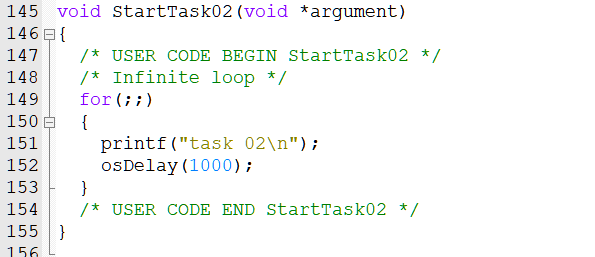 145 void StartTask02(void *argument)
146 {
147 /* USER CODE BEGIN StartTask02 */
148 /* Infinite loop */
149 for(;;)
150 {
151 printf("task 02\n");
152 osDelay(1000);
153 }
154 /* USER CODE END StartTask02 */
155 }
156